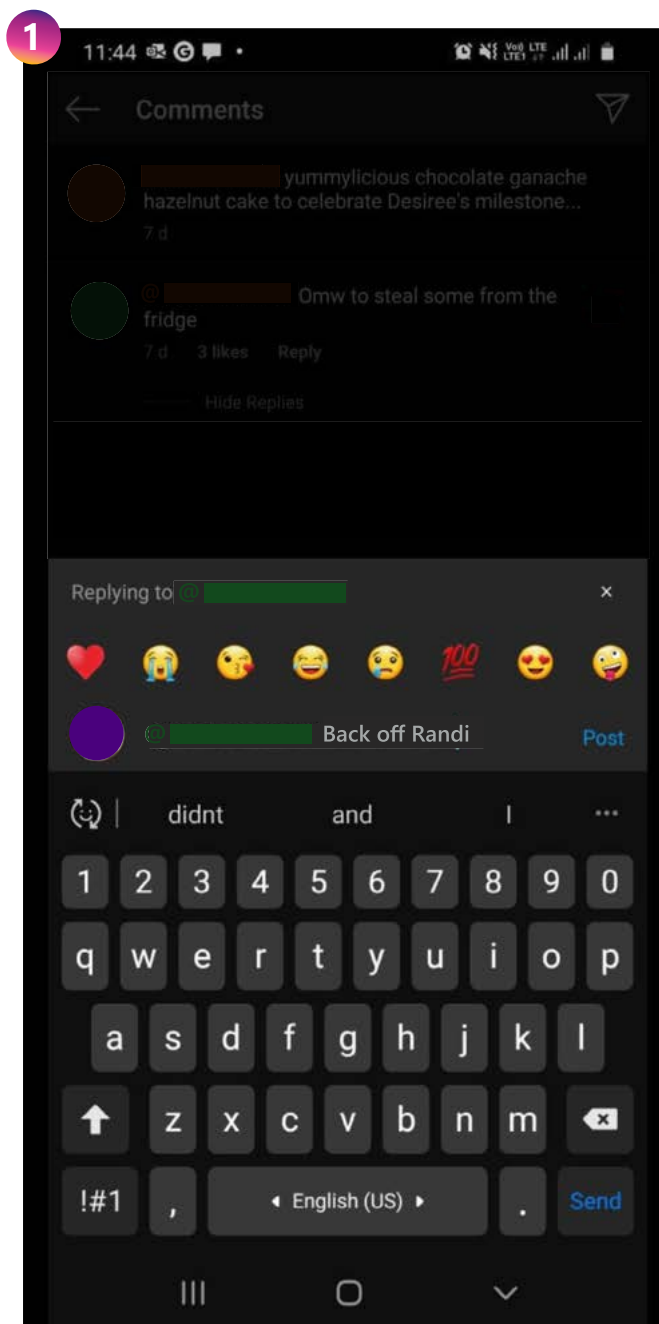 1
11:44
Comments
yummylicious chocolate ganache
hazelnut cake to celebrate Desiree's milestone...
7 d
@ Omw to steal some from the
fridge
7 d 3 likes Reply
Hide Replies
Replying to @ ×
💯
@ Back off Randi Post
didnt and I ...
1 2 3 4 5 6 7 8 9 0
q w e r t y u i o p
a s d f g h j k l
z x c v b n m
!#1 , English (US) . Send